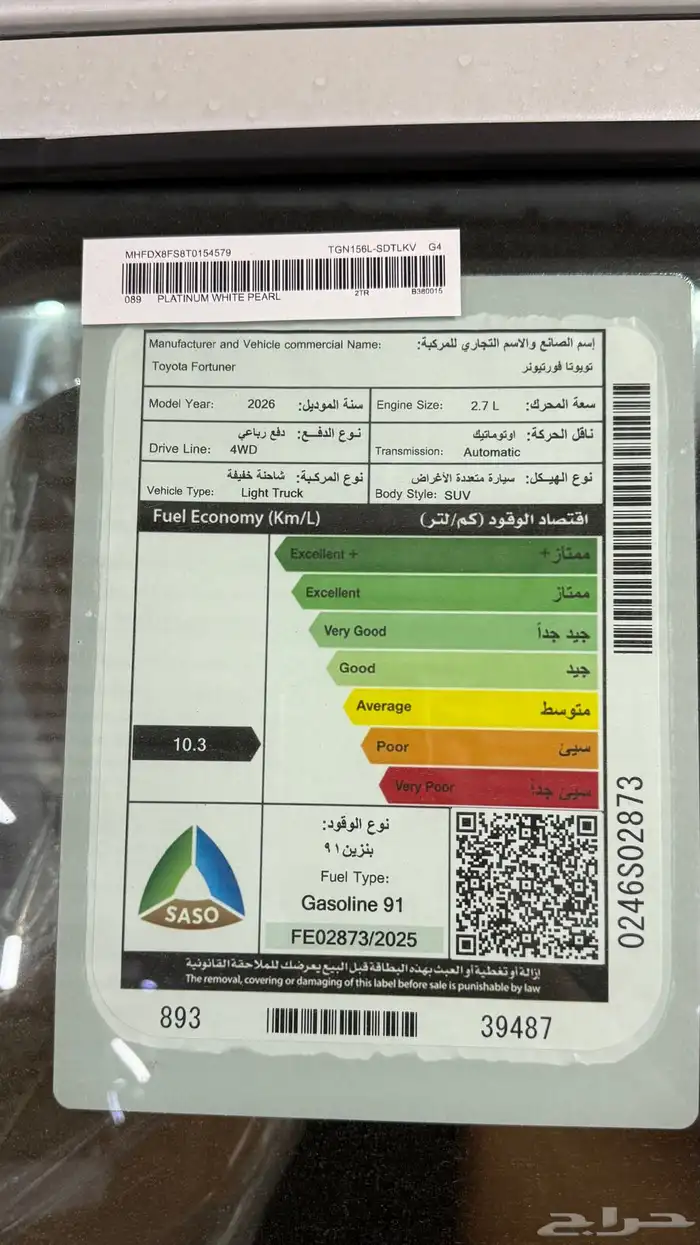 MHFDX8FS8T0154579 TGN156L-SDTLKV G4
089 PLATINUM WHITE PEARL 2TR B380015
Manufacturer and Vehicle commercial Name: إسم الصانع والاسم التجاري للمركبة:
Toyota Fortuner تويوتا فورتيونر
Model Year: 2026 سنة الموديل: Engine Size: 2.7 L سعة المحرك:
نوع الدفع: دفع رباعي ناقل الحركة: اوتوماتيك
Drive Line: 4WD Transmission: Automatic
نوع المركبة: شاحنة خفيفة نوع الهيكل: سيارة متعددة الأغراض
Vehicle Type: Light Truck Body Style: SUV
Fuel Economy (Km/L) اقتصاد الوقود (كم/لتر)
Excellent + ممتاز+
Excellent ممتاز
Very Good جيد جداً
Good جيد
Average متوسط
10.3 Poor سيئ
Very Poor سيئ جداً
SASO
نوع الوقود:
بنزين ٩١
Fuel Type:
Gasoline 91
FE02873/2025
0246S02873
إزالة أو تغطية أو العبث بهذه البطاقة قبل البيع يعرضك للملاحقة القانونية
The removal, covering or damaging of this label before sale is punishable by law
893 39487
حراج